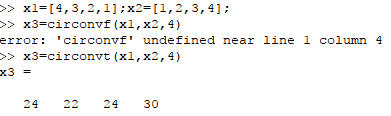 >> x1=[4,3,2,1];x2=[1,2,3,4];
>> x3=circonvf(x1,x2,4)
error: 'circonvf' undefined near line 1 column 4
>> x3=circonvt(x1,x2,4)
x3 =
24 22 24 30